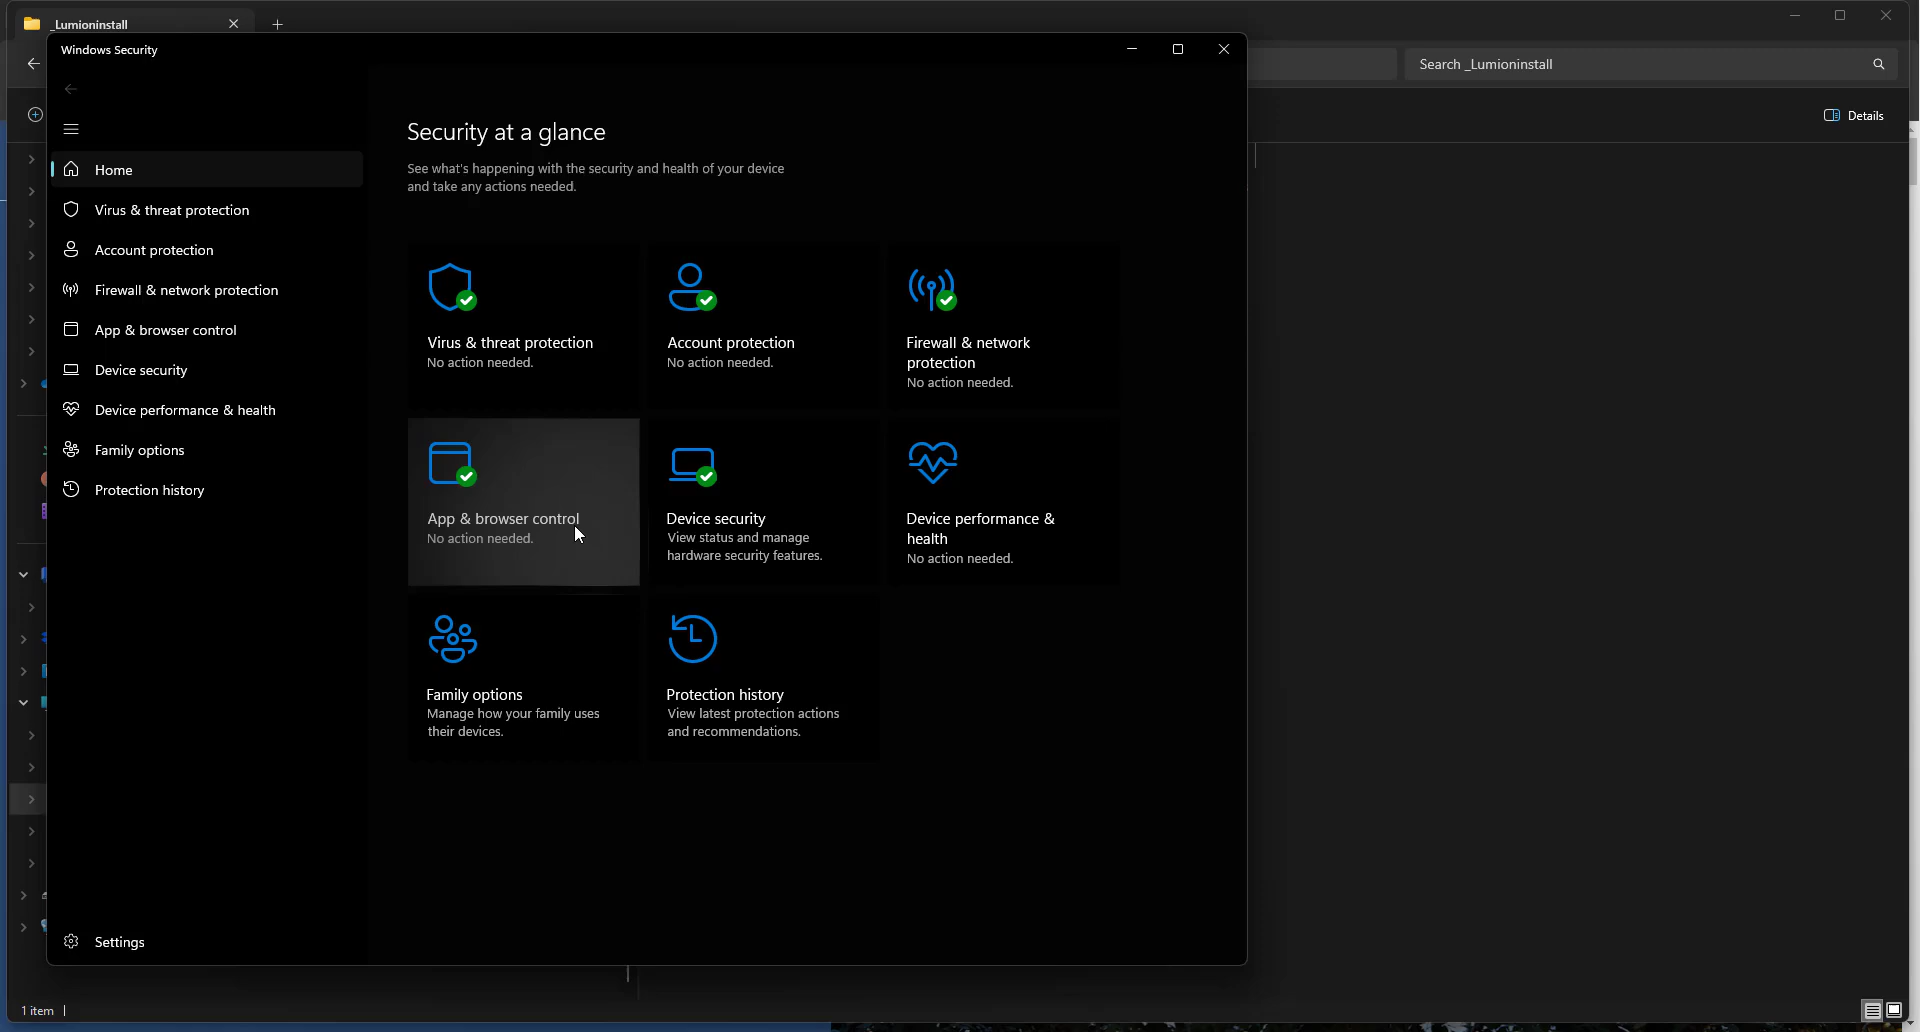 _Lumioninstall
Windows Security
Search _Lumioninstall
Details
Home
Virus & threat protection
Account protection
Firewall & network protection
App & browser control
Device security
Device performance & health
Family options
Protection history
Settings
Security at a glance
See what's happening with the security and health of your device
and take any actions needed.
Virus & threat protection
No action needed.
Account protection
No action needed.
Firewall & network
protection
No action needed.
App & browser control
No action needed.
Device security
View status and manage
hardware security features.
Device performance &
health
No action needed.
Family options
Manage how your family uses
their devices.
Protection history
View latest protection actions
and recommendations.
1 item